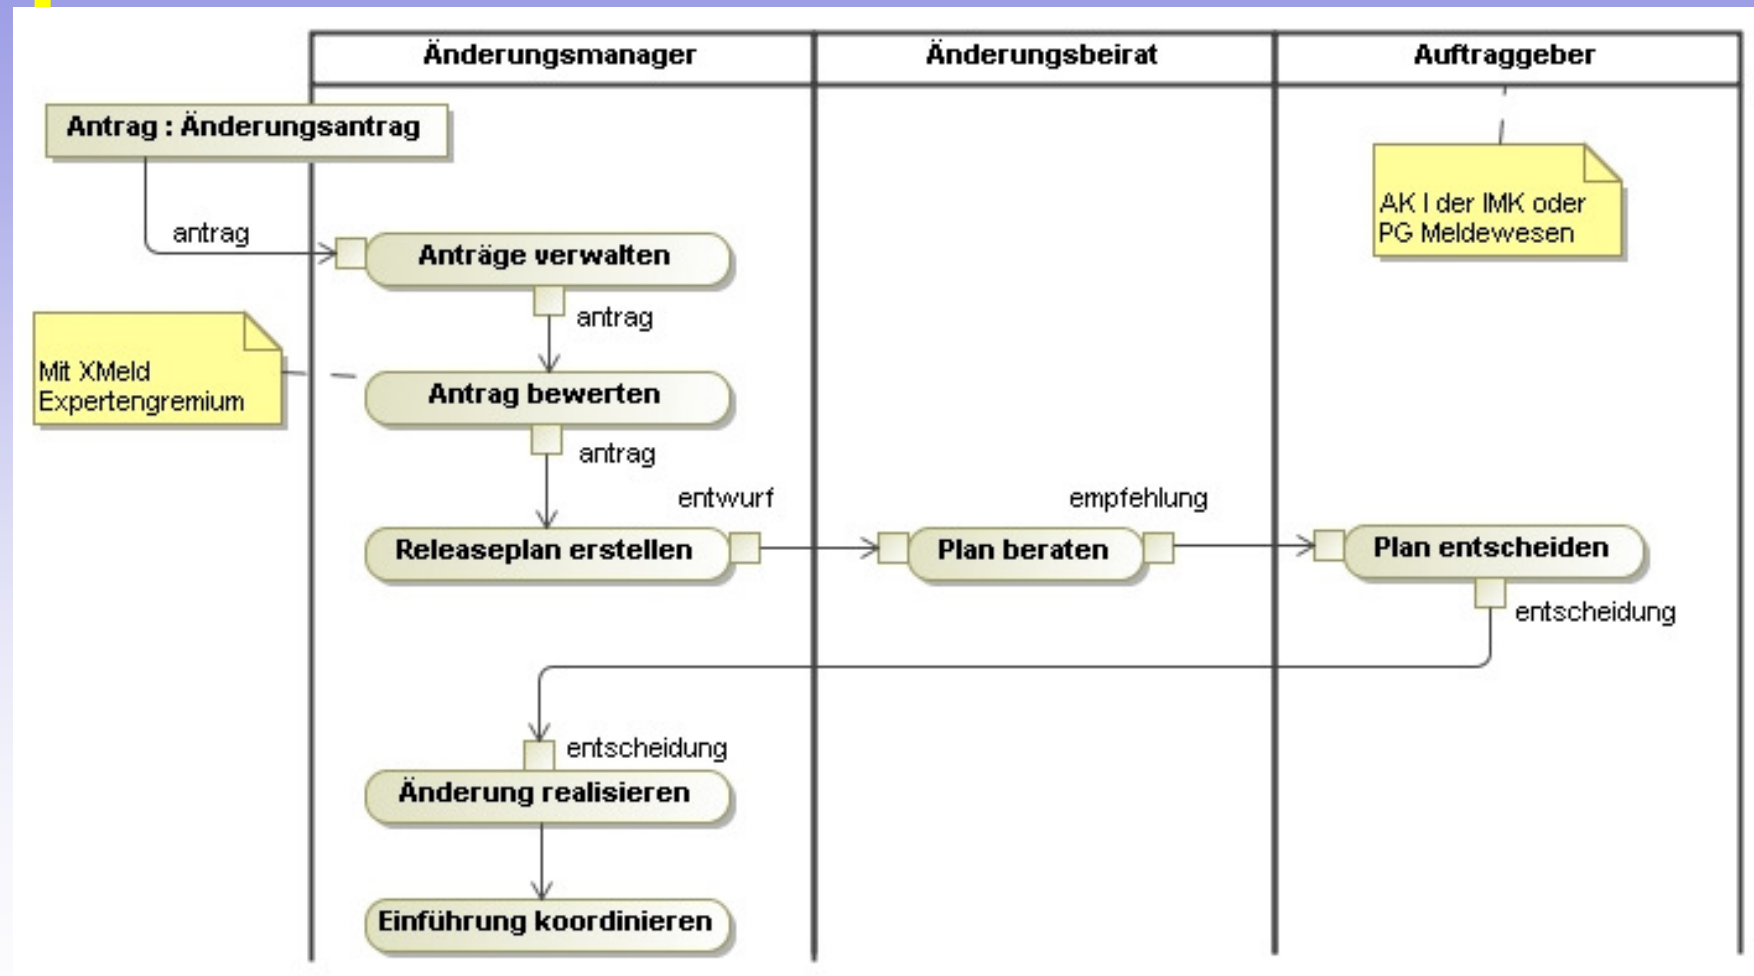 Änderungsmanager
Änderungsbeirat
Auftraggeber
Antrag : Änderungsantrag
AK I der IMK oder
PG Meldewesen
antrag
Anträge verwalten
antrag
Mit XMeld
Expertengremium
Antrag bewerten
antrag
entwurf
empfehlung
Releaseplan erstellen
Plan beraten
Plan entscheiden
entscheidung
entscheidung
Änderung realisieren
Einführung koordinieren